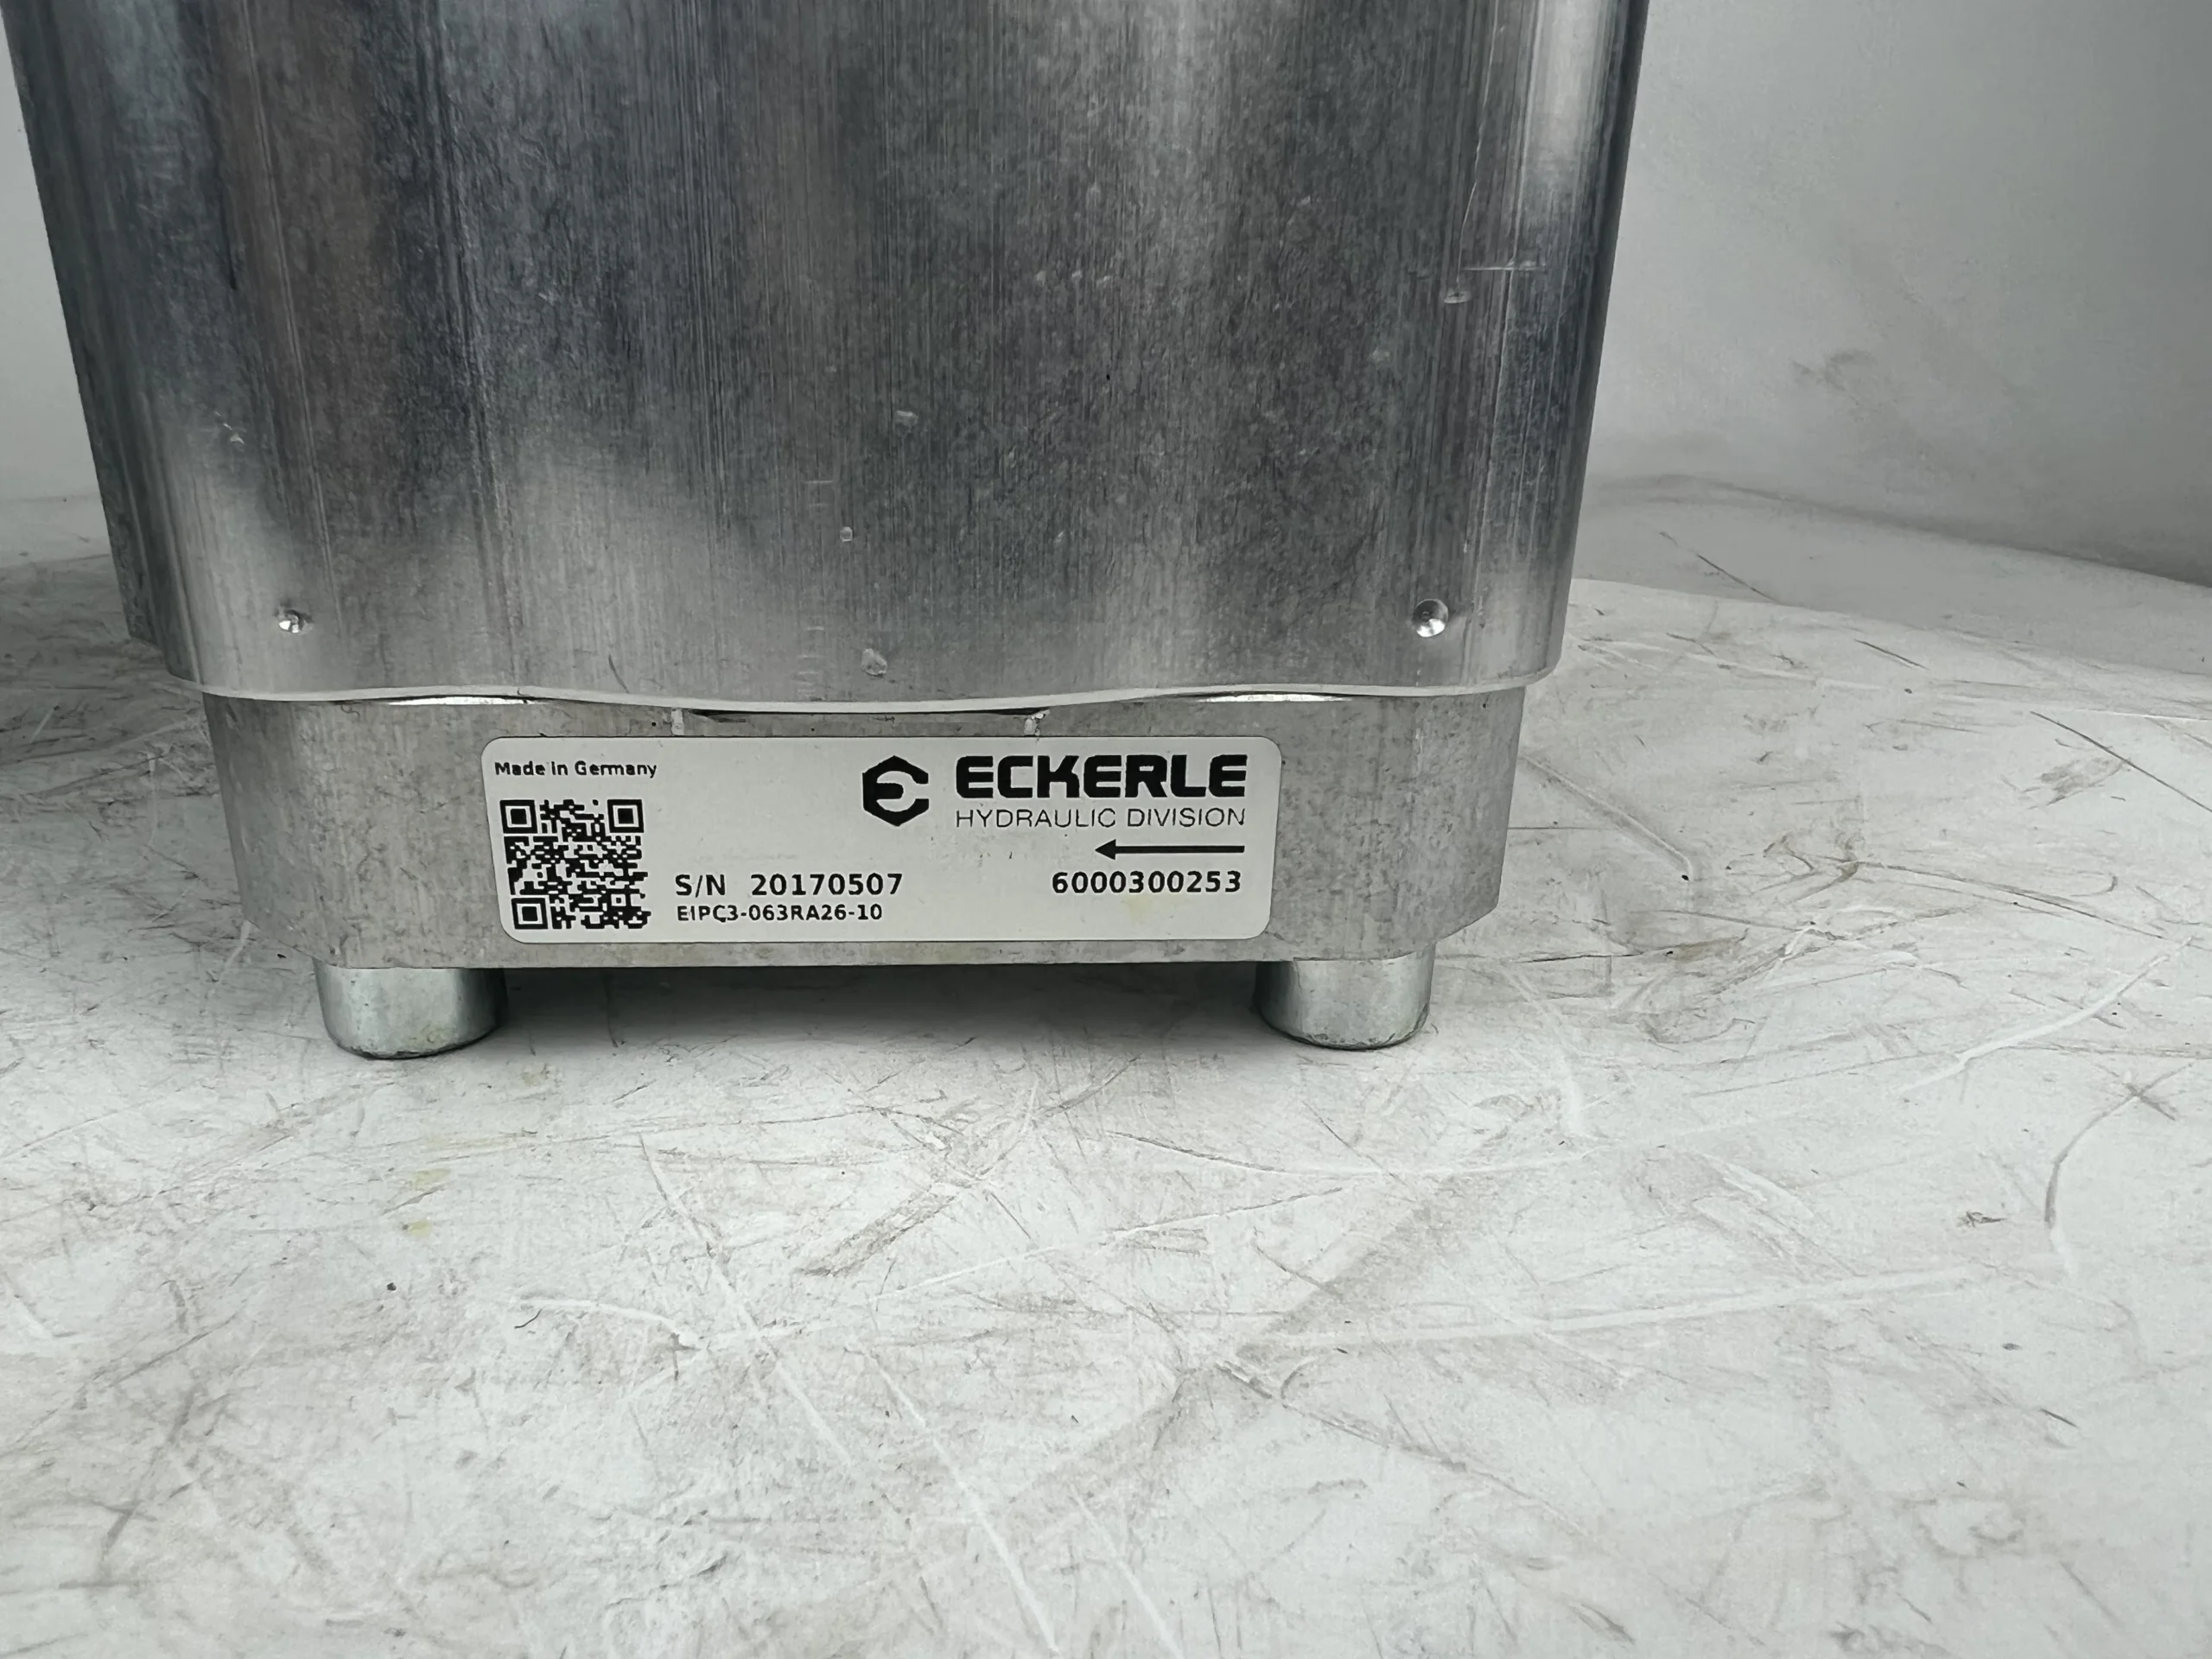 Made in Germany
ECKERLE
HYDRAULIC DIVISION
S/N 20170507
6000300253
EIPC3-063RA26-10